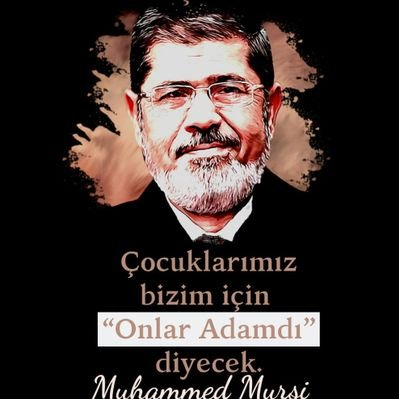 Çocuklarımız
bizim için
“Onlar Adamdı”
diyecek.
Muhammed Mursi